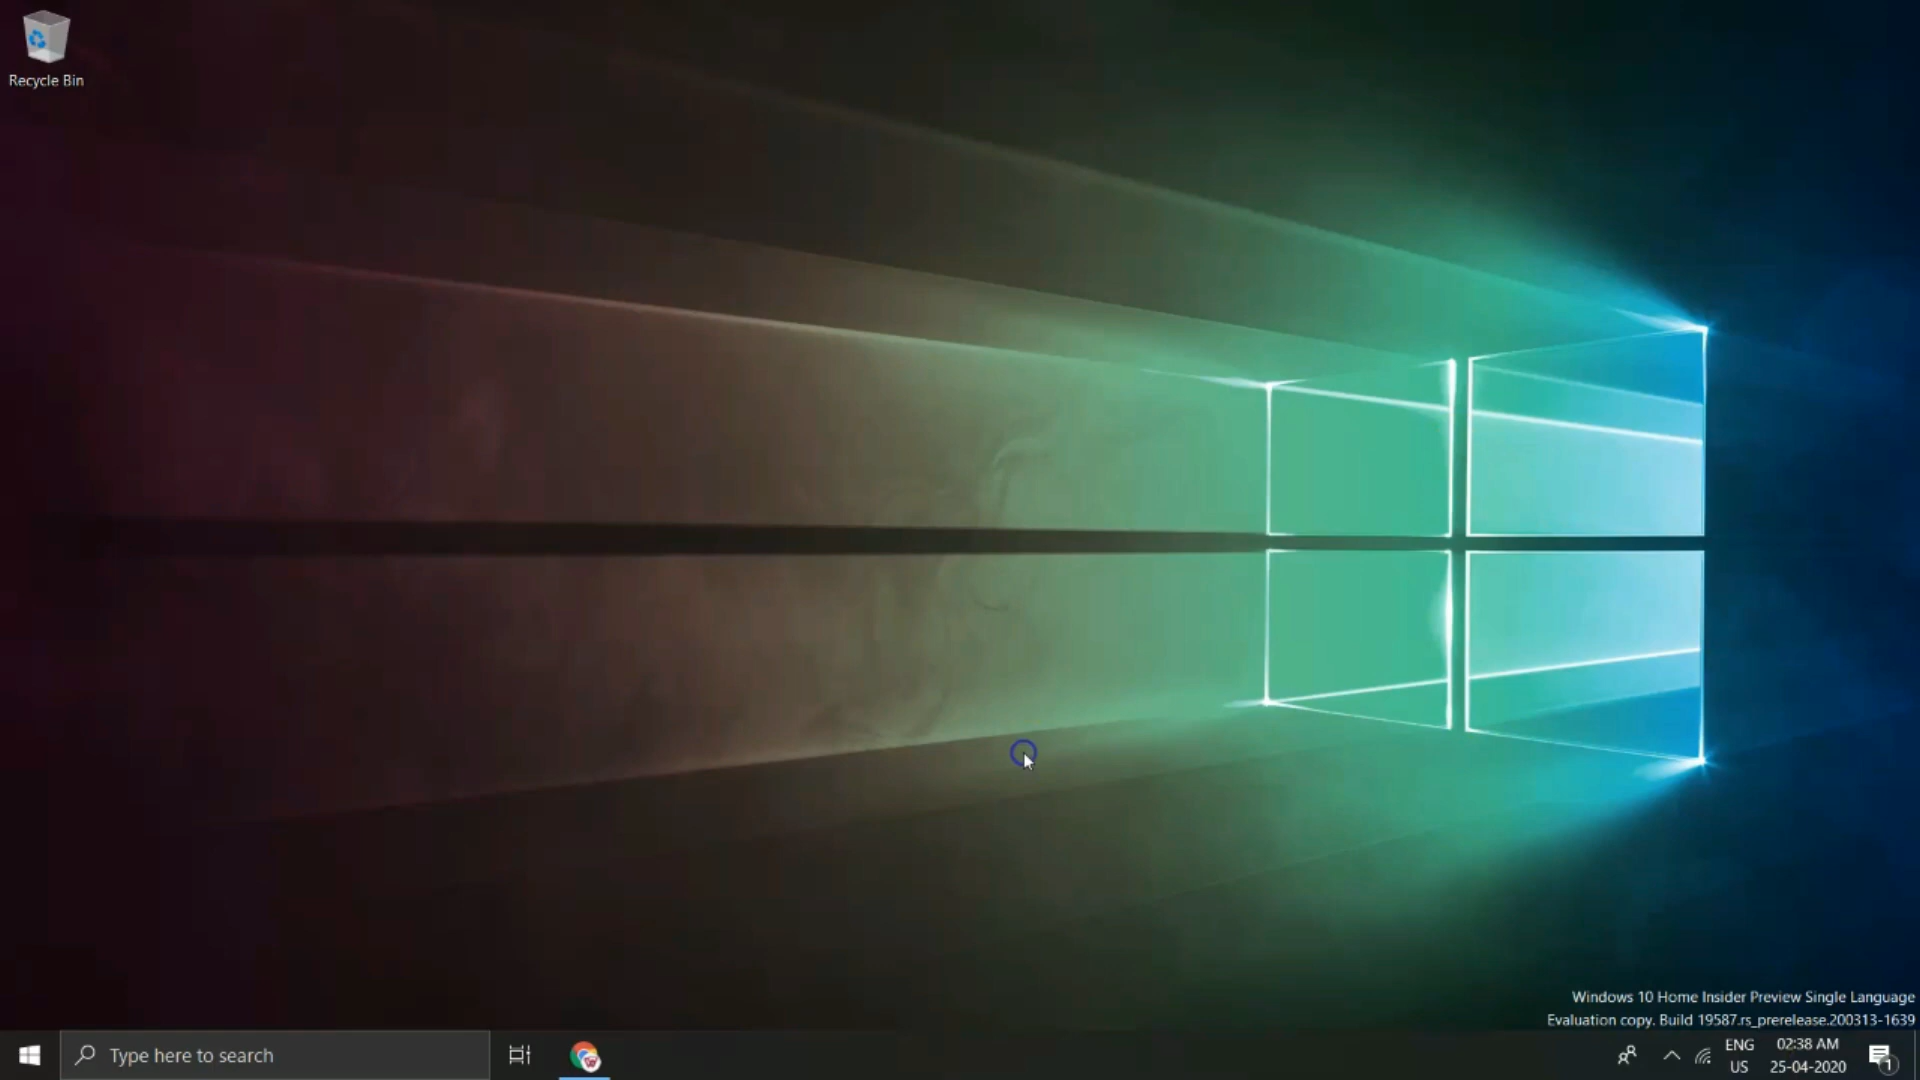 Recycle Bin
Windows 10 Home Insider Preview Single Language
Evaluation copy. Build 19587.rs_prerelease.200313-1639
Type here to search
ENG
US
02:38 AM
25-04-2020
1